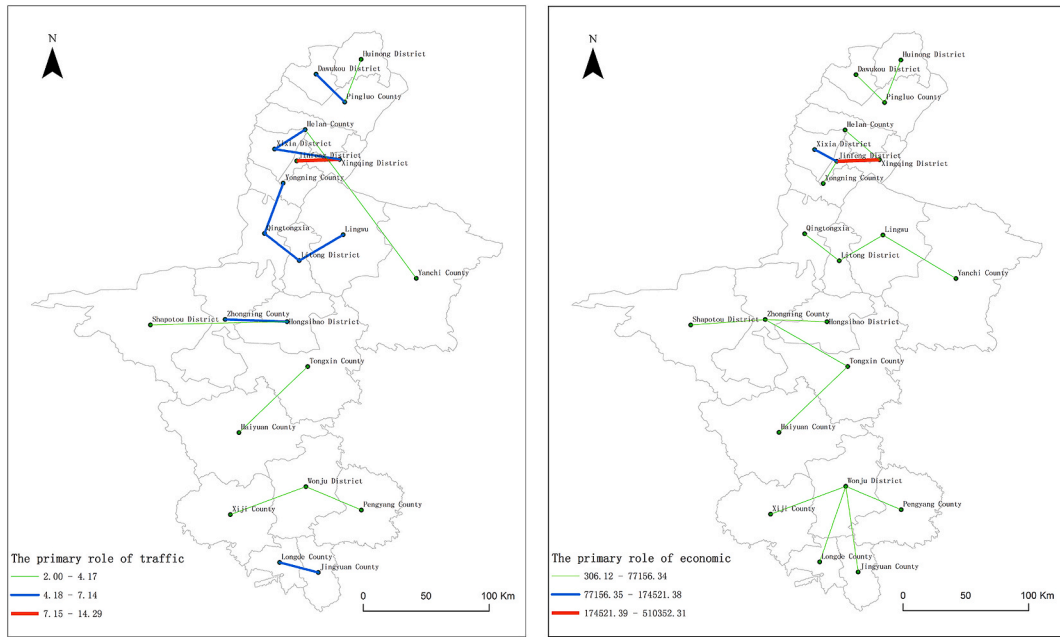 N
Huinong District
Dawukou District
Pingluo County
Helan County
Xixia District
Jinfeng District
Xingqing District
Yongning County
Qingtongxia
Lingwu
Litong District
Yanchi County
Zhongning County
Shapotou District
Hongsibao District
Tongxin County
Haiyuan County
Wonju District
Xiji County
Pengyang County
Longde County
Jingyuan County
The primary role of traffic
2.00 - 4.17
4.18 - 7.14
7.15 - 14.29
0 50 100 Km
N
Huinong District
Dawukou District
Pingluo County
Helan County
Xixia District
Jinfeng District
Xingqing District
Yongning County
Qingtongxia
Lingwu
Litong District
Yanchi County
Zhongning County
Shapotou District
Hongsibao District
Tongxin County
Haiyuan County
Wonju District
Xiji County
Pengyang County
Longde County
Jingyuan County
The primary role of economic
306.12 - 77156.34
77156.35 - 174521.38
174521.39 - 510352.31
0 50 100 Km